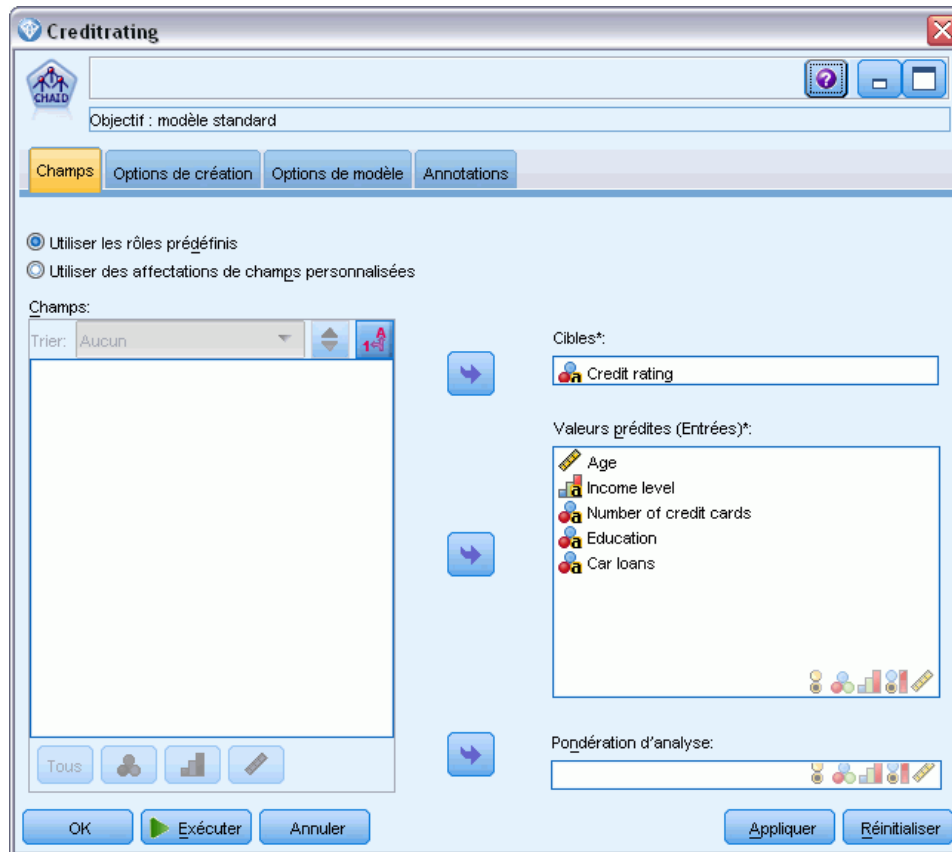 Creditrating
CHAID
Objectif : modèle standard
Champs
Options de création
Options de modèle
Annotations
Utiliser les rôles prédéfinis
Utiliser des affectations de champs personnalisées
Champs:
Trier: Aucun
Cibles*:
Credit rating
Valeurs prédites (Entrées)*:
Age
Income level
Number of credit cards
Education
Car loans
Tous
Pondération d'analyse:
OK
Exécuter
Annuler
Appliquer
Réinitialiser